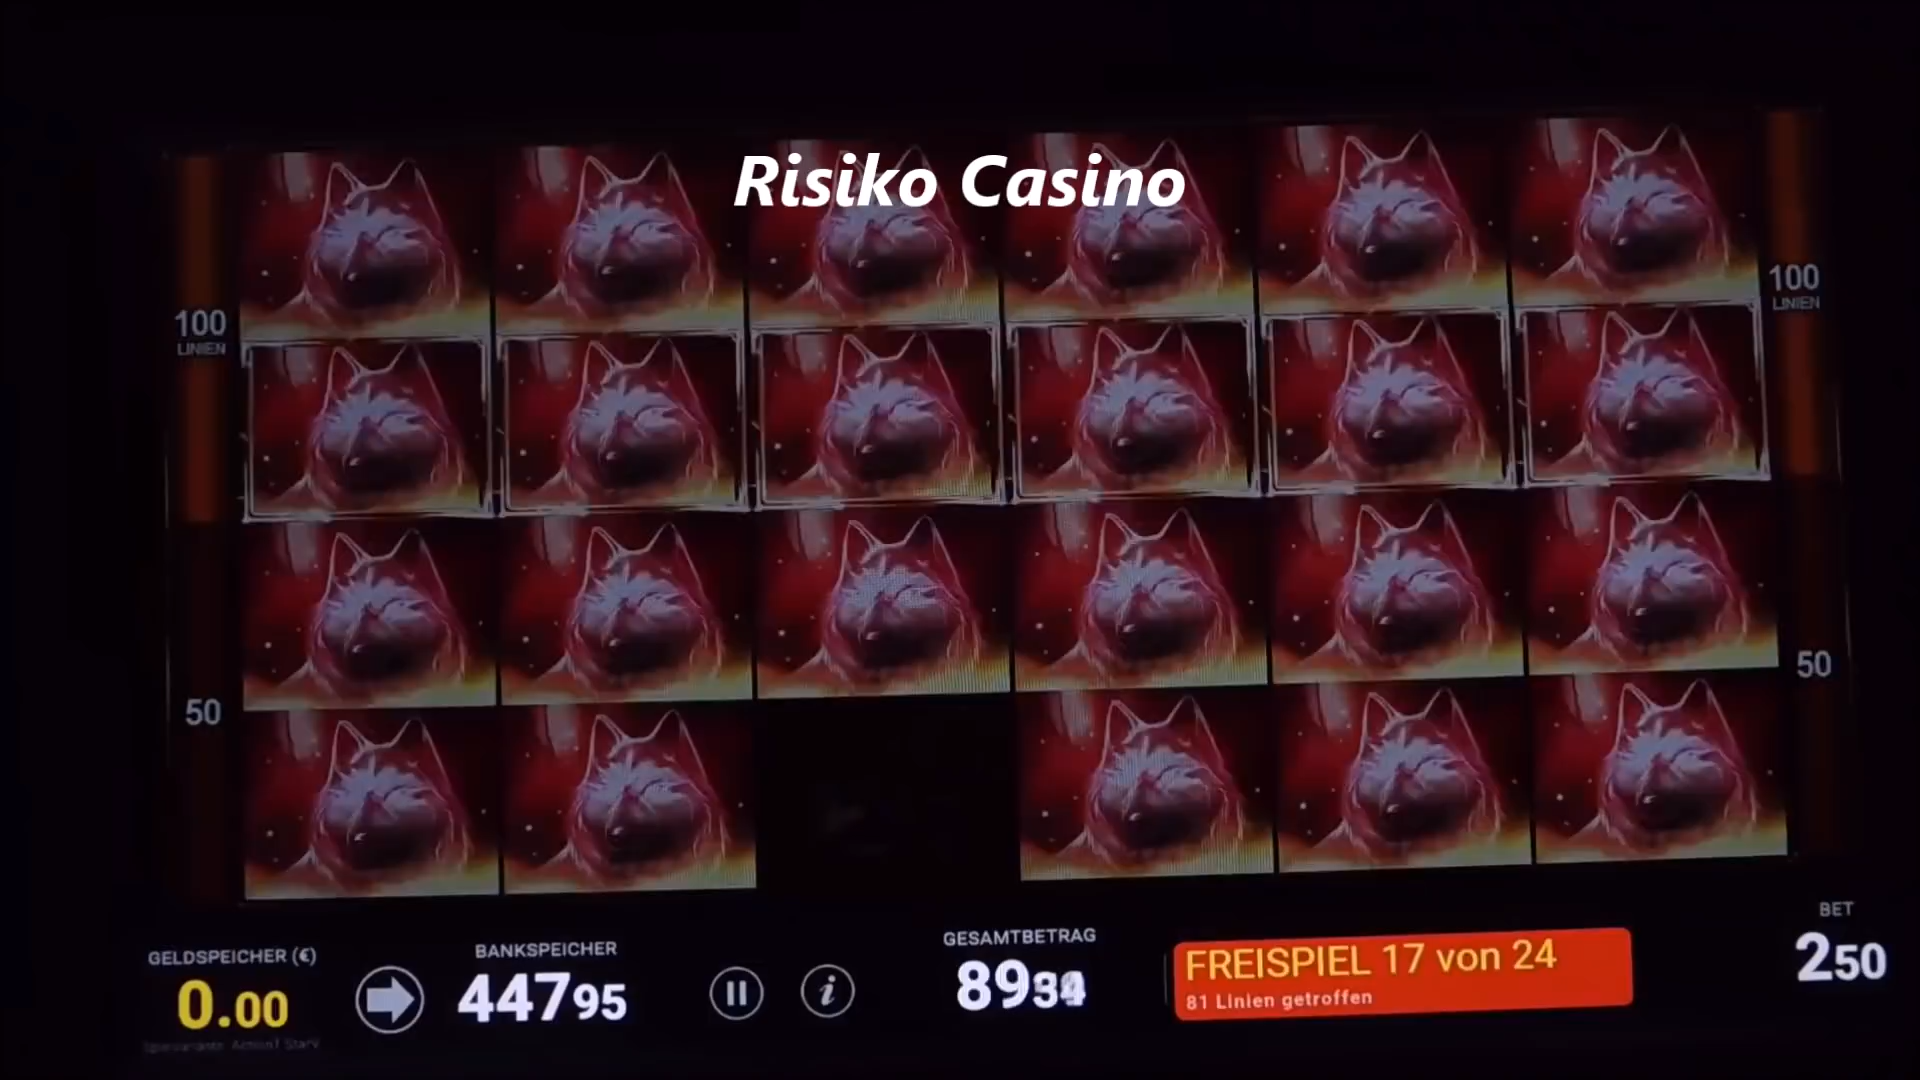 Risiko Casino
100
LINIEN
100
LINIEN
50
50
GELDSPEICHER (€)
0.00
BANKSPEICHER
44795
GESAMTBETRAG
FREISPIEL 17 von 24
81 Linien getroffen
BET
250